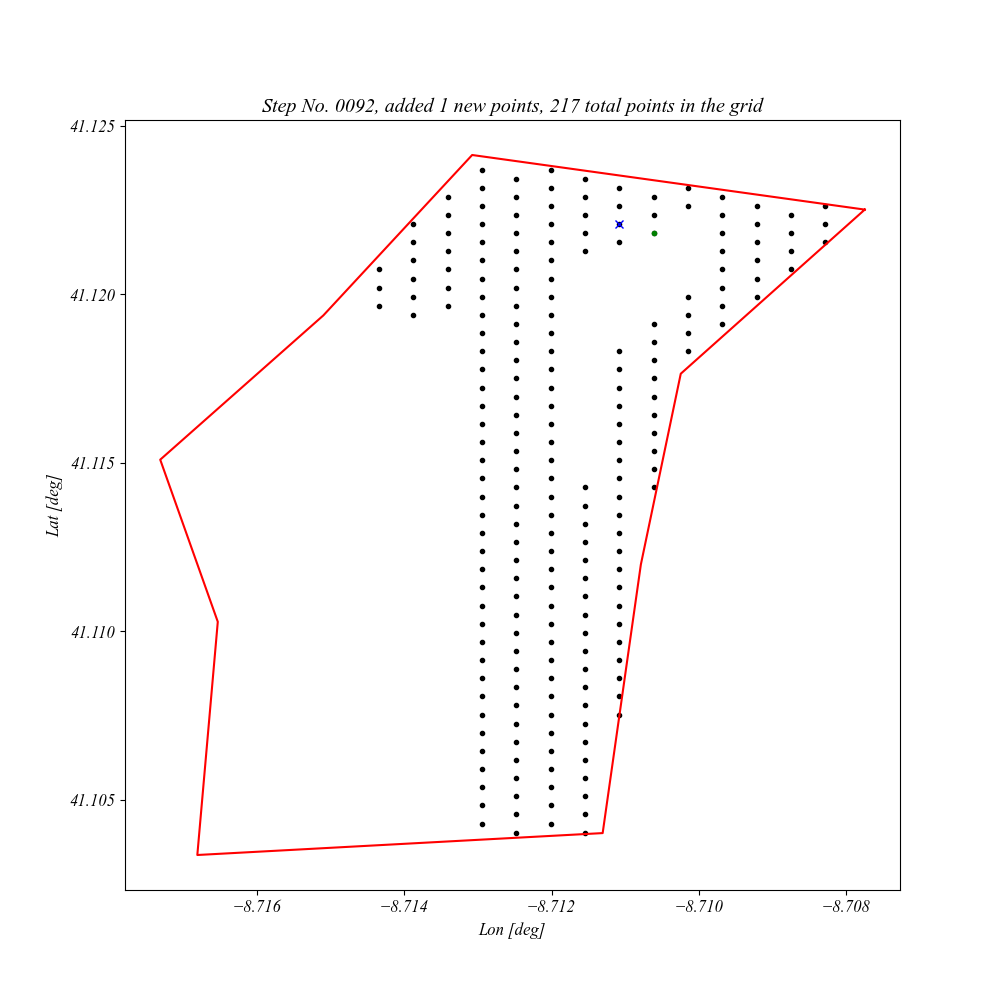 Step No. 0092, added 1 new points, 217 total points in the grid
41.125
41.120
41.115
41.110
41.105
Lat [deg]
−8.716 −8.714 −8.712 −8.710 −8.708
Lon [deg]